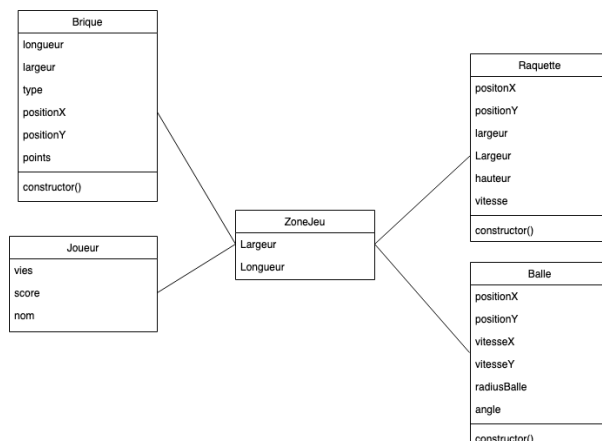 Brique
longueur
largeur
type
positionX
positionY
points
constructor()
Joueur
vies
score
nom
ZoneJeu
Largeur
Longueur
Raquette
positonX
positionY
largeur
Largeur
hauteur
vitesse
constructor()
Balle
positionX
positionY
vitesseX
vitesseY
radiusBalle
angle
constructor()